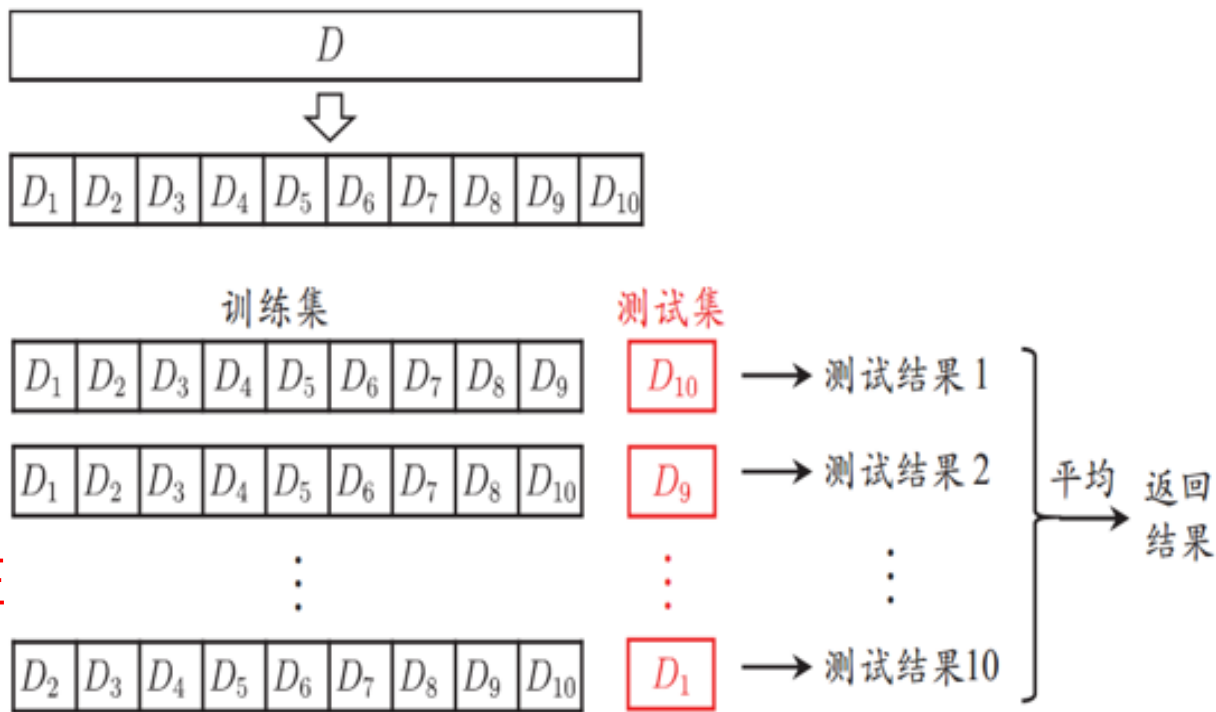 D
D₁ D₂ D₃ D₄ D₅ D₆ D₇ D₈ D₉ D₁₀
训练集 测试集
D₁ D₂ D₃ D₄ D₅ D₆ D₇ D₈ D₉ D₁₀ 测试结果 1
D₁ D₂ D₃ D₄ D₅ D₆ D₇ D₈ D₁₀ D₉ 测试结果 2
平均 返回
结果
⋮ ⋮ ⋮
D₂ D₃ D₄ D₅ D₆ D₇ D₈ D₉ D₁₀ D₁ 测试结果10